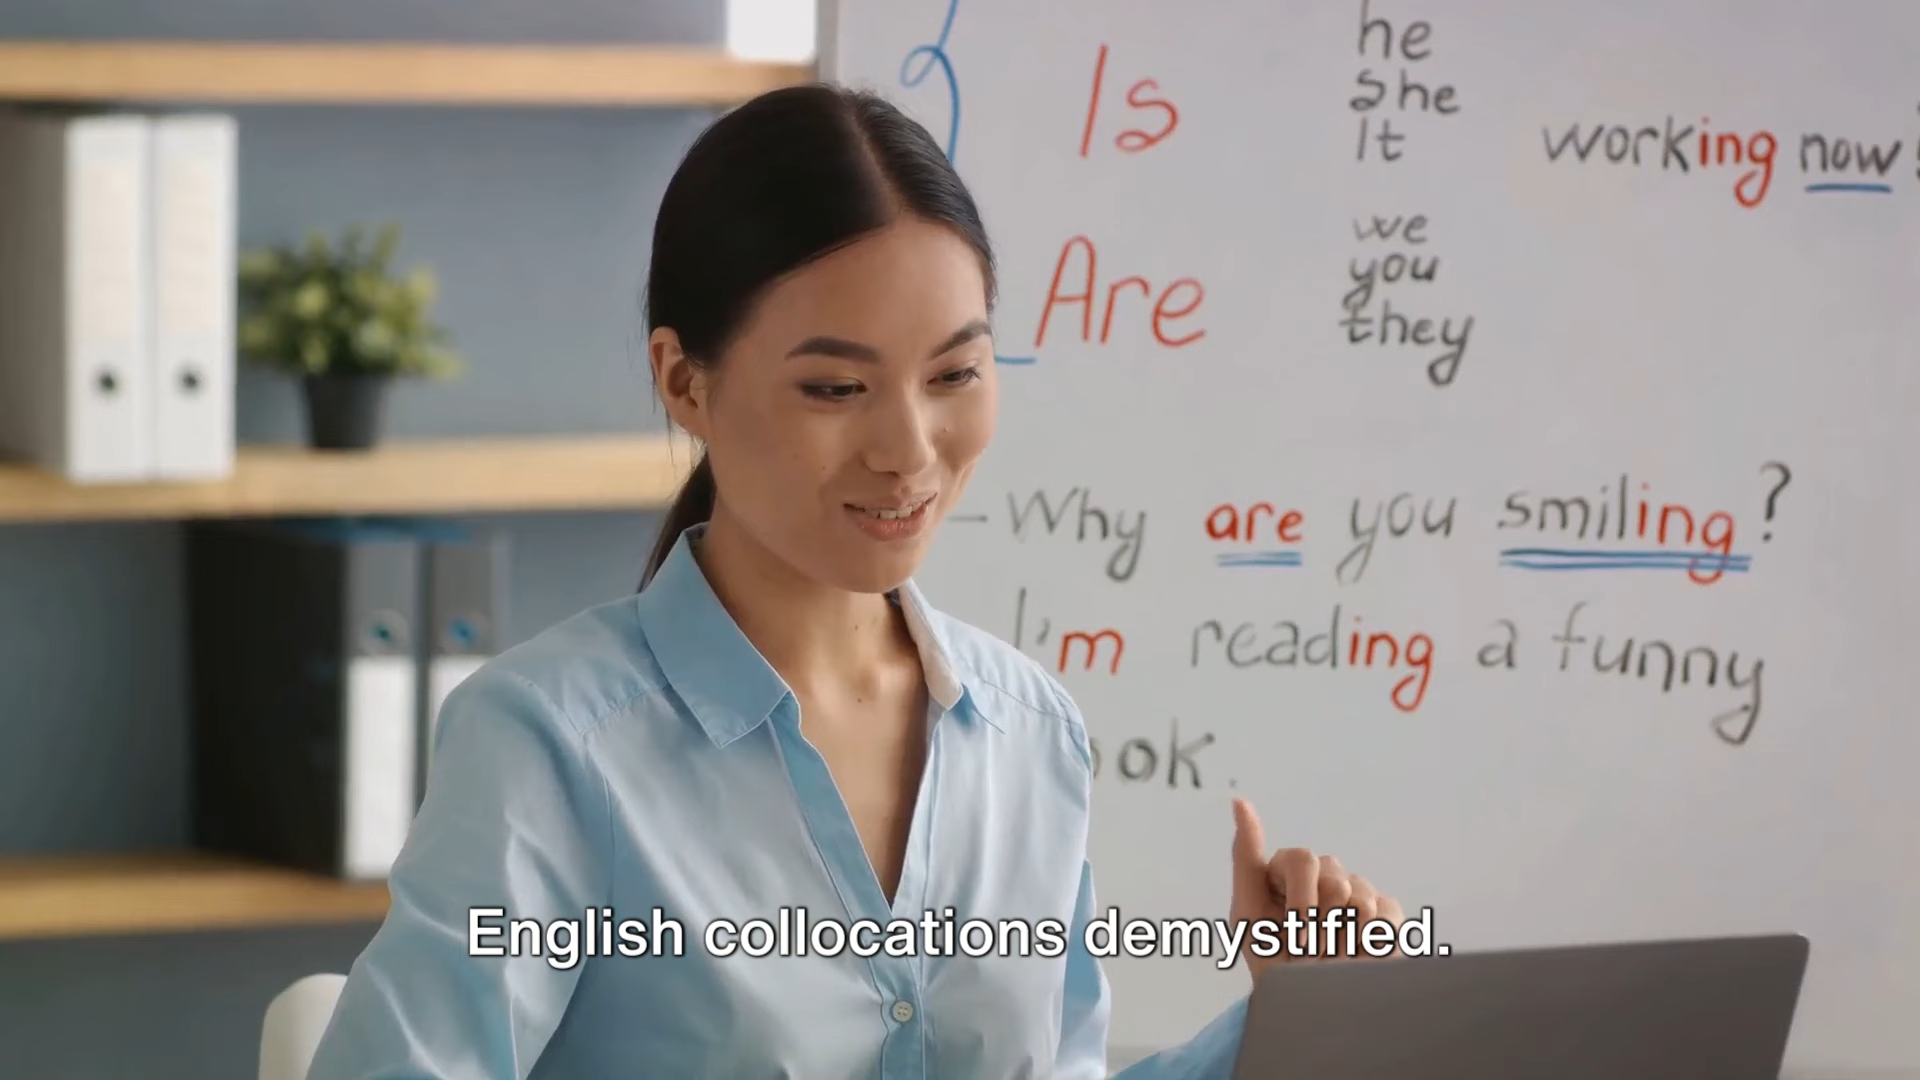 Is
he
she
It
working now
Are
we
you
they
- Why are you smiling?
I'm reading a funny
ook.
English collocations demystified.